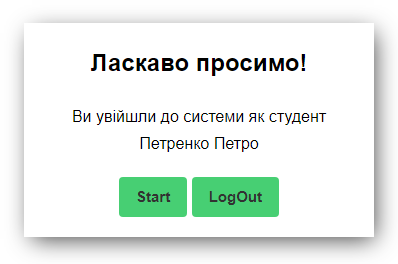 Ласкаво просимо!
Ви увійшли до системи як студент
Петренко Петро
Start LogOut